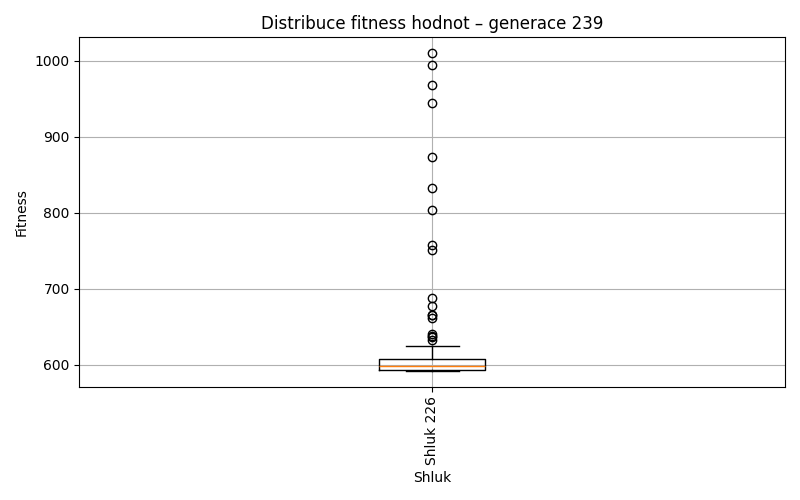 Distribuce fitness hodnot – generace 239
1000
900
800
700
600
Fitness
Shluk 226
Shluk